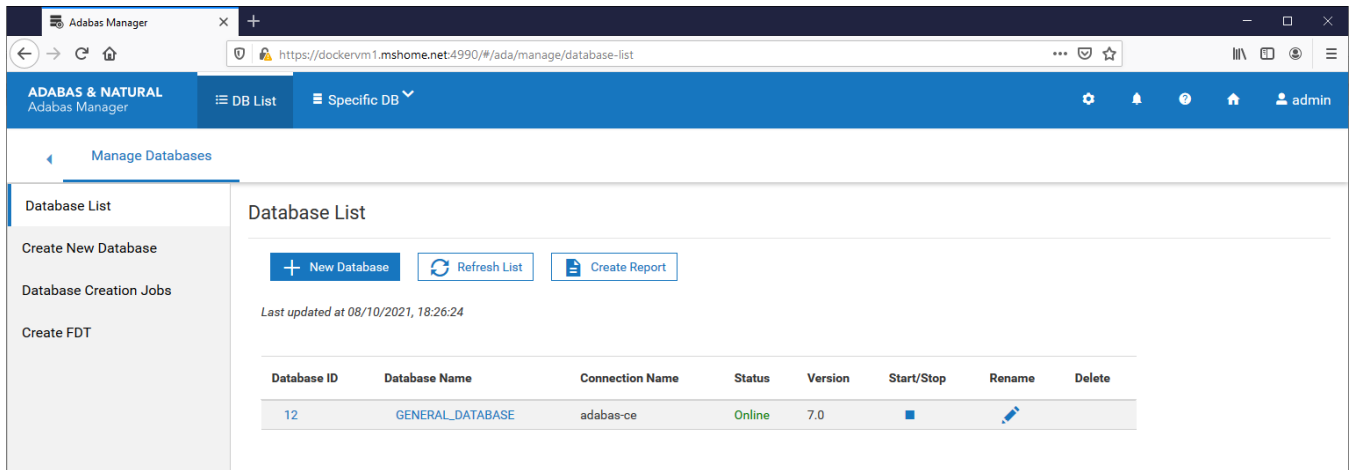 Adabas Manager
https://dockervm1.mshome.net:4990/#/ada/manage/database-list
ADABAS & NATURAL
Adabas Manager
DB List
Specific DB
admin
Manage Databases
Database List
Create New Database
Database Creation Jobs
Create FDT
Database List
New Database Refresh List Create Report
Last updated at 08/10/2021, 18:26:24
Database ID Database Name Connection Name Status Version Start/Stop Rename Delete
12 GENERAL_DATABASE adabas-ce Online 7.0